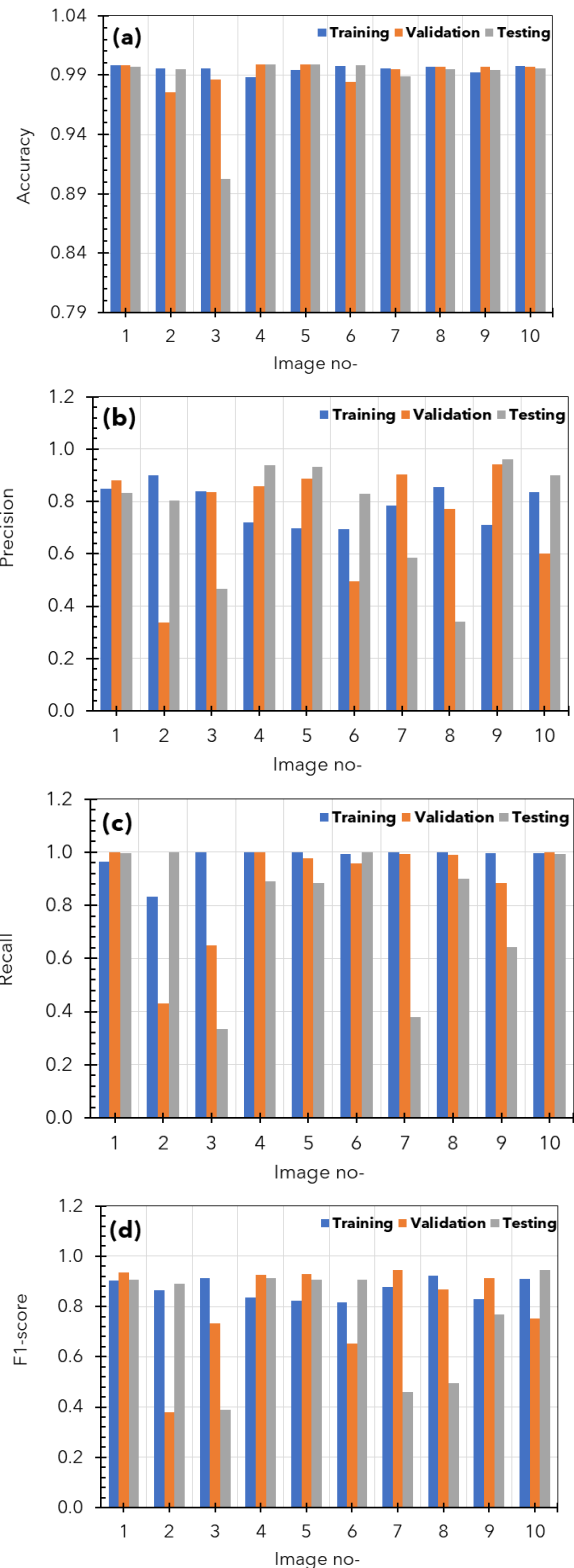 1.04
(a) Training Validation Testing
0.99
0.94
Accuracy
0.89
0.84
0.79
1 2 3 4 5 6 7 8 9 10
Image no-
1.2
(b) Training Validation Testing
1.0
0.8
Precision
0.6
0.4
0.2
0.0
1 2 3 4 5 6 7 8 9 10
Image no-
1.2
(c) Training Validation Testing
1.0
0.8
Recall
0.6
0.4
0.2
0.0
1 2 3 4 5 6 7 8 9 10
Image no-
1.2
(d) Training Validation Testing
1.0
0.8
F1-score
0.6
0.4
0.2
0.0
1 2 3 4 5 6 7 8 9 10
Image no-